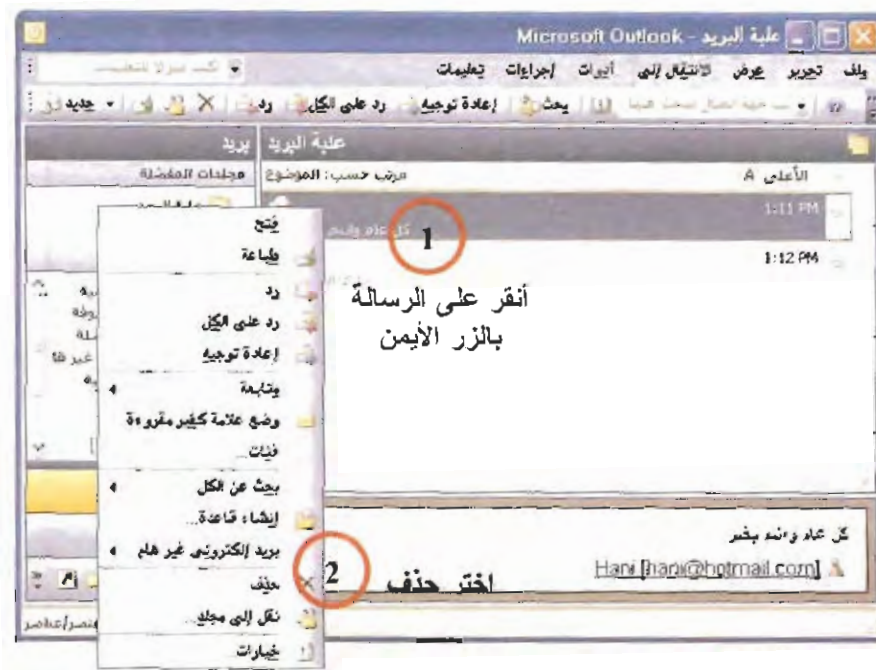 علبة البريد - Microsoft Outlook
ملف تحرير عرض الانتقال إلى أدوات إجراءات تعليمات
جديد رد رد على الكل إعادة توجيه بحث
بريد
علبة البريد
مجلدات المفضلة
مرتب حسب: الموضوع
الأعلى A
1:11 PM
كل عام وانتم
1:12 PM
1
أنقر على الرسالة
بالزر الأيمن
فتح
طباعة
رد
رد على الكل
إعادة توجيه
متابعة
وضع علامة كغير مقروءة
فئات...
بحث عن الكل
إنشاء قاعدة...
بريد إلكتروني غير هام
حذف
نقل إلى مجلد...
خيارات
2
اختر حذف
كل عام وانتم بخير
Hani [hani@hotmail.com]